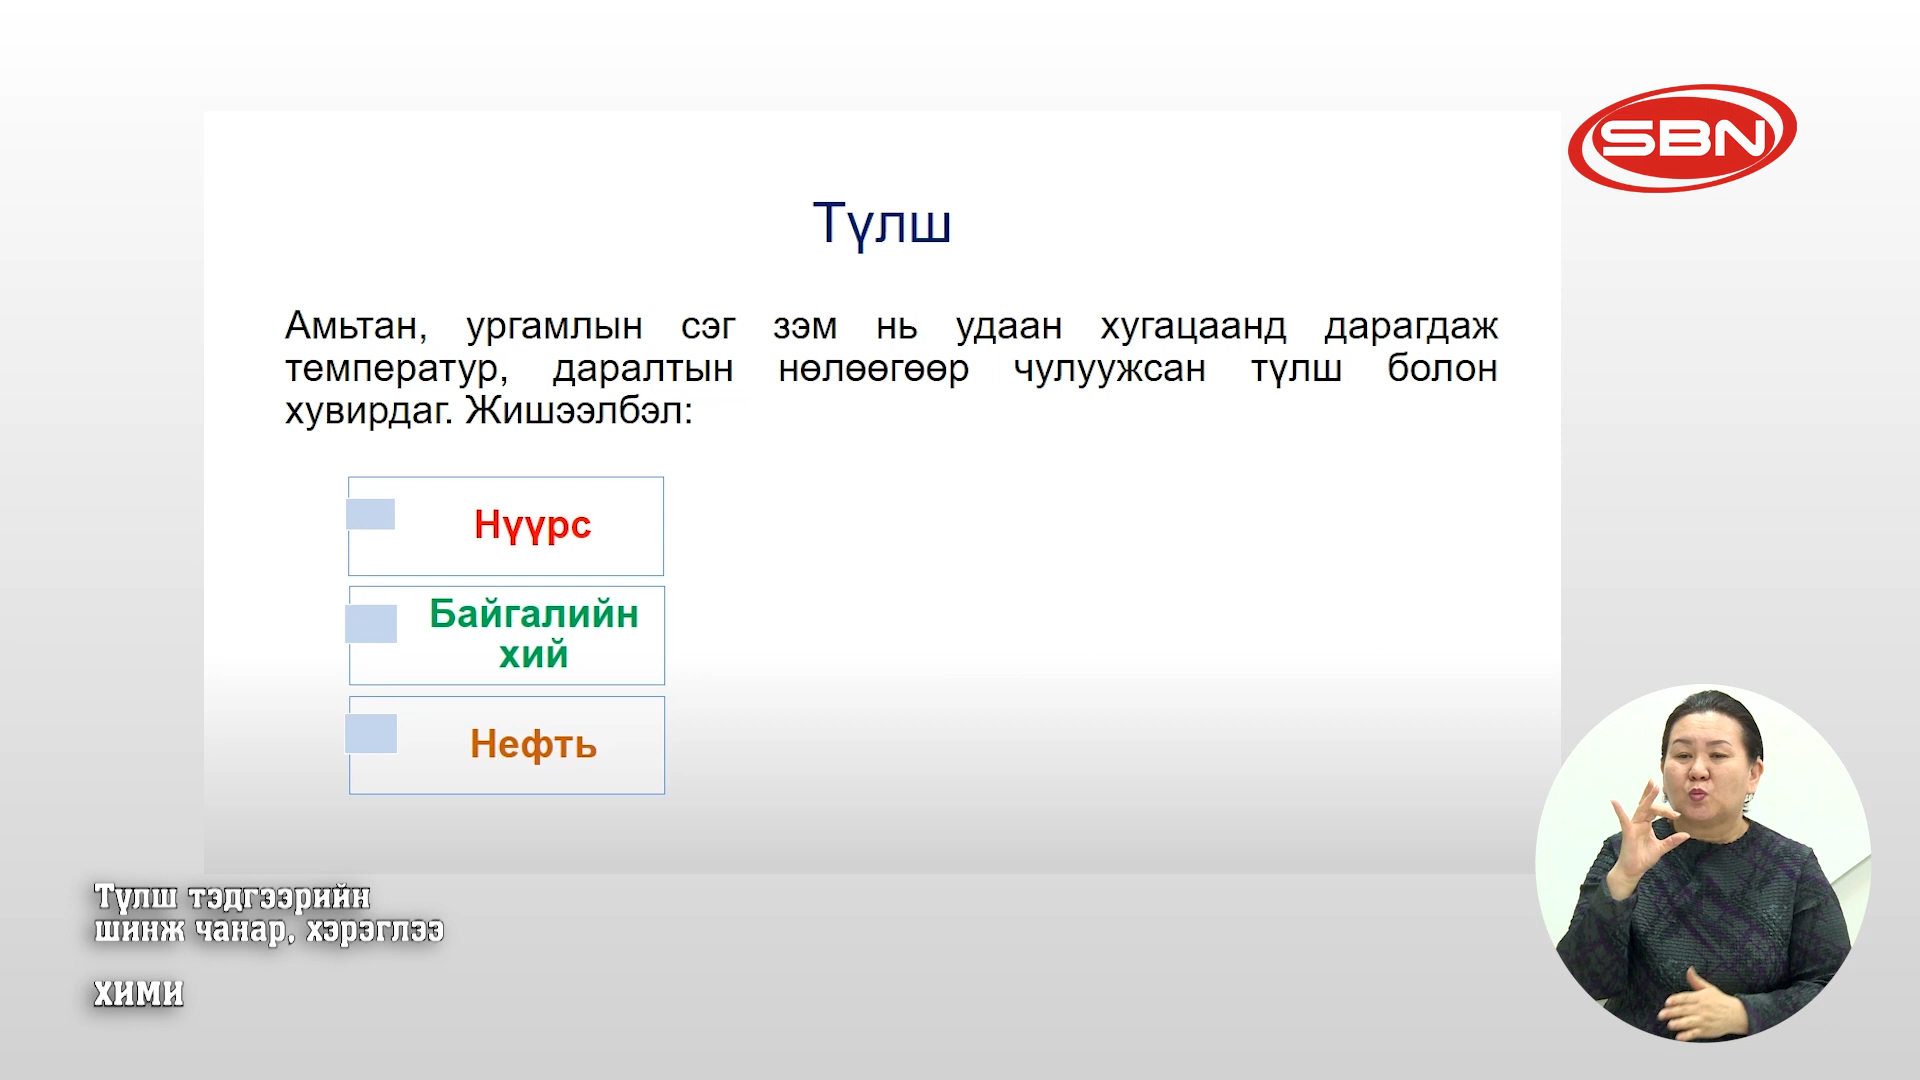 SBN
Түлш
Амьтан, ургамлын сэг зэм нь удаан хугацаанд дарагдаж
температур, даралтын нөлөөгөөр чулуужсан түлш болон
хувирдаг. Жишээлбэл:
Нүүрс
Байгалийн
хий
Нефть
Түлш тэдгээрийн
шинж чанар, хэрэглээ
ХИМИ